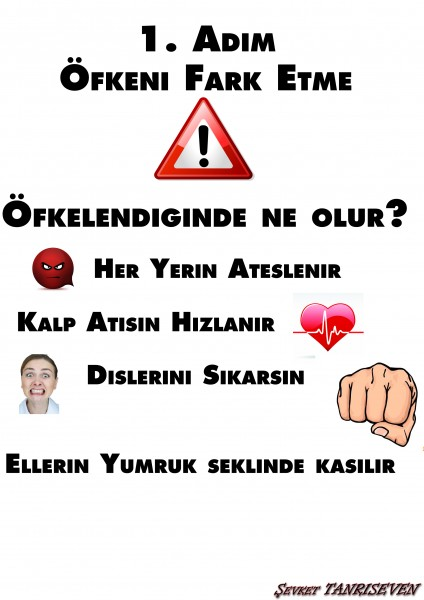 1. Adım
Öfkeni Fark Etme
Öfkelendiginde ne olur?
Her Yerin Ateslenir
Kalp Atısın Hızlanır
Dislerini Sıkarsın
Ellerin Yumruk seklinde kasılır
Şevket TANRISEVEN